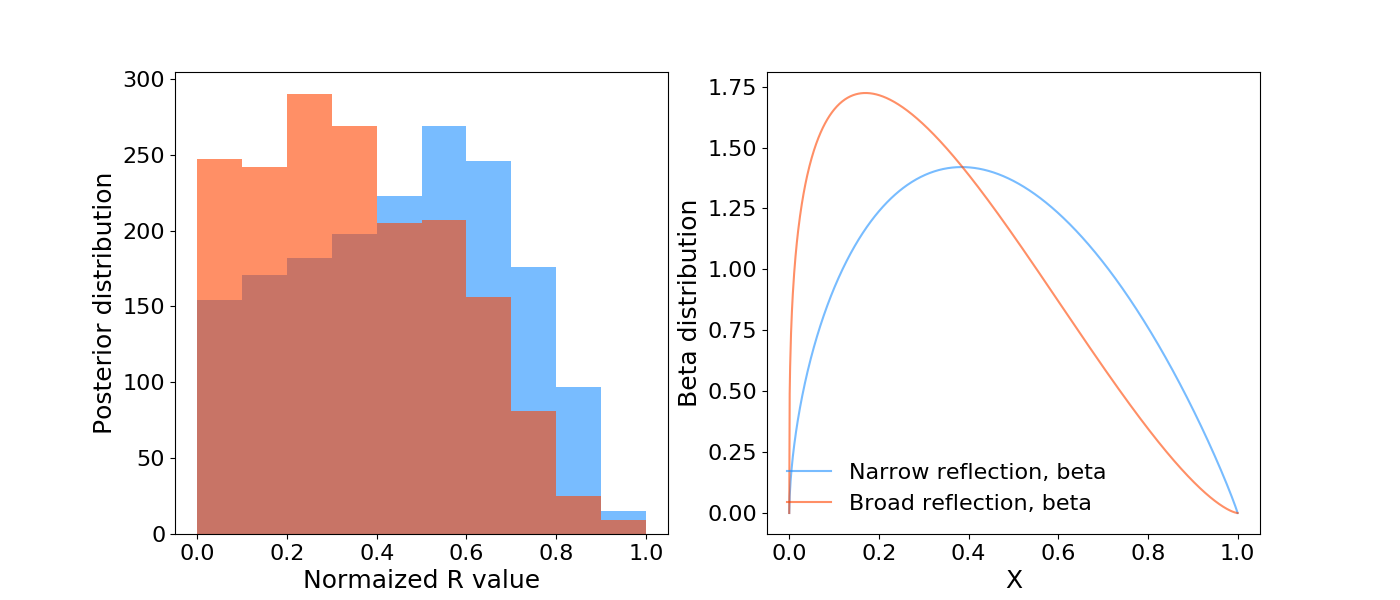 300
250
200
150
100
50
0
Posterior distribution
0.0 0.2 0.4 0.6 0.8 1.0
Normaized R value
1.75
1.50
1.25
1.00
0.75
0.50
0.25
0.00
Beta distribution
Narrow reflection, beta
Broad reflection, beta
0.0 0.2 0.4 0.6 0.8 1.0
X